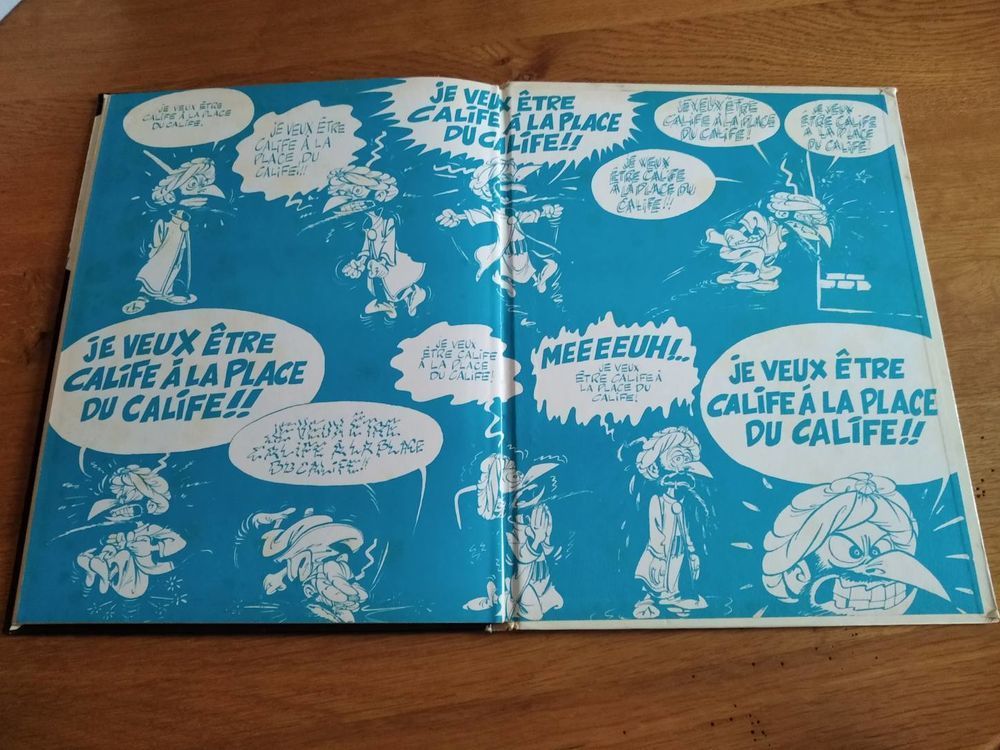 JE VEUX ÊTRE
CALIFE À LA PLACE
DU CALIFE.
JE VEUX ÊTRE
CALIFE À LA
PLACE DU
CALIFE!!
JE VEUX ÊTRE
CALIFE À LA PLACE
DU CALIFE!!
JE VEUX ÊTRE
CALIFE À LA PLACE
DU CALIFE!
JE VEUX
ÊTRE CALIFE
À LA PLACE
DU CALIFE!
JE VEUX
ÊTRE CALIFE
À LA PLACE DU
CALIFE!!
JE VEUX ÊTRE
CALIFE À LA PLACE
DU CALIFE!!
JE VEUX ÊTRE
CALIFE À LA PLACE
DU CALIFE!!
JE VEUX
ÊTRE CALIFE
À LA PLACE
DU CALIFE!
MEEEEUH!..
JE VEUX
ÊTRE CALIFE À
LA PLACE DU
CALIFE!
JE VEUX ÊTRE
CALIFE À LA PLACE
DU CALIFE!!